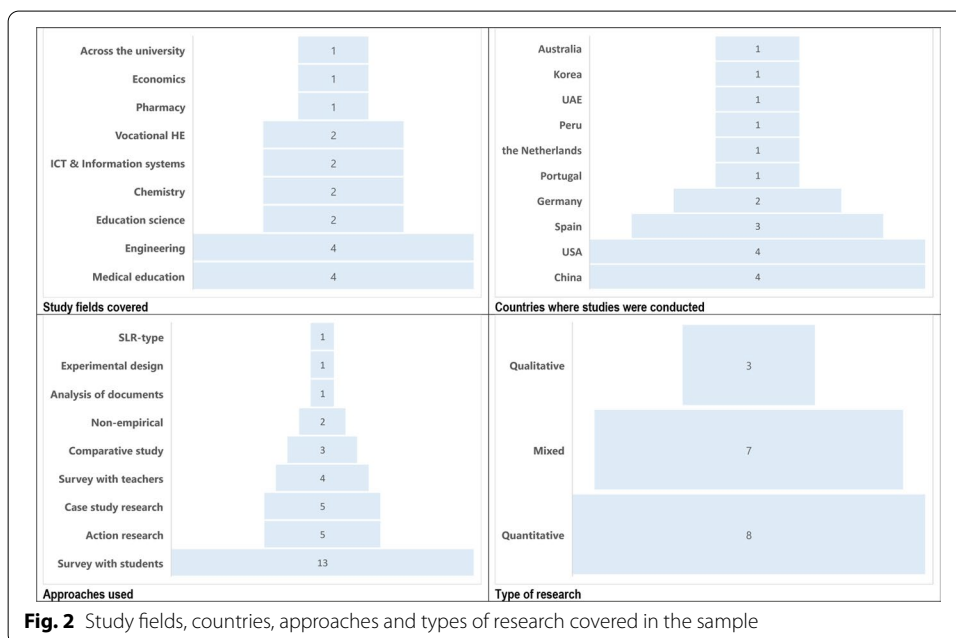 Across the university 1
Economics 1
Pharmacy 1
Vocational HE 2
ICT & Information systems 2
Chemistry 2
Education science 2
Engineering 4
Medical education 4
Study fields covered
Australia 1
Korea 1
UAE 1
Peru 1
the Netherlands 1
Portugal 1
Germany 2
Spain 3
USA 4
China 4
Countries where studies were conducted
SLR-type 1
Experimental design 1
Analysis of documents 1
Non-empirical 2
Comparative study 3
Survey with teachers 4
Case study research 5
Action research 5
Survey with students 13
Approaches used
Qualitative 3
Mixed 7
Quantitative 8
Type of research
Fig. 2 Study fields, countries, approaches and types of research covered in the sample